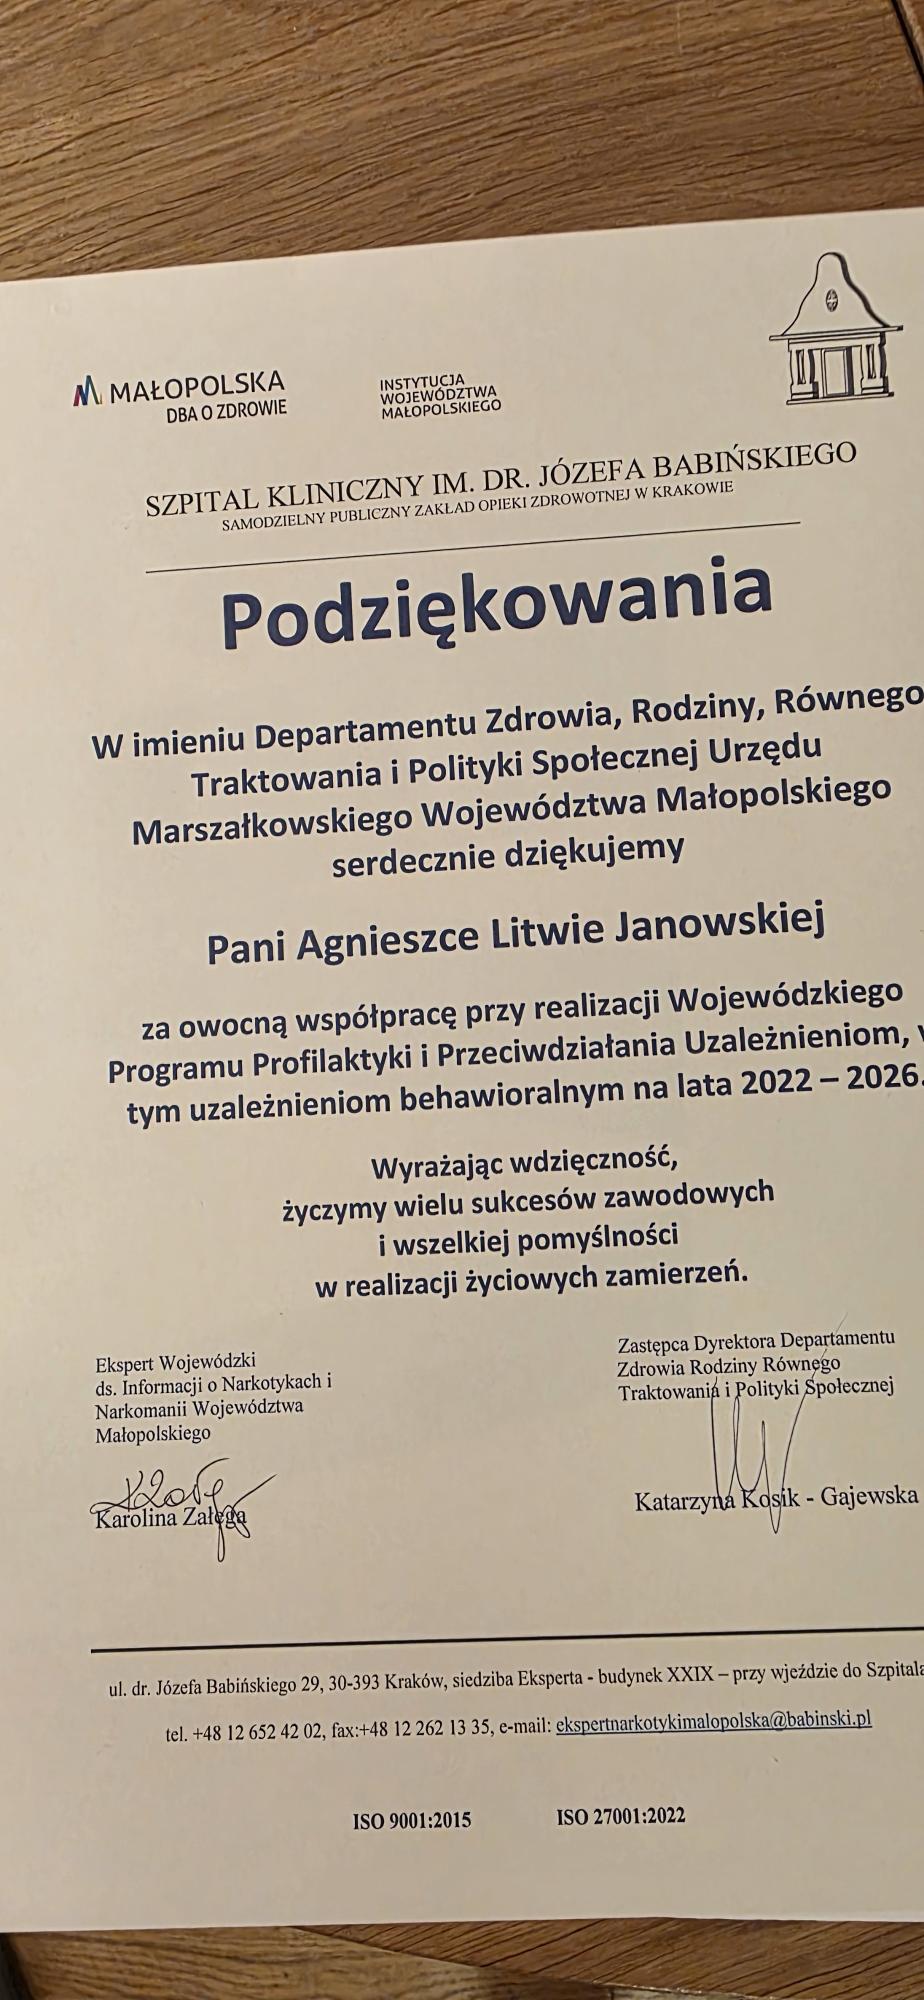 MAŁOPOLSKA
DBA O ZDROWIE
INSTYTUCJA
WOJEWÓDZTWA
MAŁOPOLSKIEGO
SZPITAL KLINICZNY IM. DR. JÓZEFA BABIŃSKIEGO
SAMODZIELNY PUBLICZNY ZAKŁAD OPIEKI ZDROWOTNEJ W KRAKOWIE
Podziękowania
W imieniu Departamentu Zdrowia, Rodziny, Równego
Traktowania i Polityki Społecznej Urzędu
Marszałkowskiego Województwa Małopolskiego
serdecznie dziękujemy
Pani Agnieszce Litwie Janowskiej
za owocną współpracę przy realizacji Wojewódzkiego
Programu Profilaktyki i Przeciwdziałania Uzależnieniom,
tym uzależnieniom behawioralnym na lata 2022 – 2026.
Wyrażając wdzięczność,
życzymy wielu sukcesów zawodowych
i wszelkiej pomyślności
w realizacji życiowych zamierzeń.
Ekspert Wojewódzki
ds. Informacji o Narkotykach i
Narkomanii Województwa
Małopolskiego
Karolina Załęga
Zastępca Dyrektora Departamentu
Zdrowia Rodziny Równego
Traktowania i Polityki Społecznej
Katarzyna Kosik - Gajewska
ul. dr. Józefa Babińskiego 29, 30-393 Kraków, siedziba Eksperta - budynek XXIX – przy wjeździe do Szpitala
tel. +48 12 652 42 02, fax:+48 12 262 13 35, e-mail: ekspertnarkotykimalopolska@babinski.pl
ISO 9001:2015 ISO 27001:2022